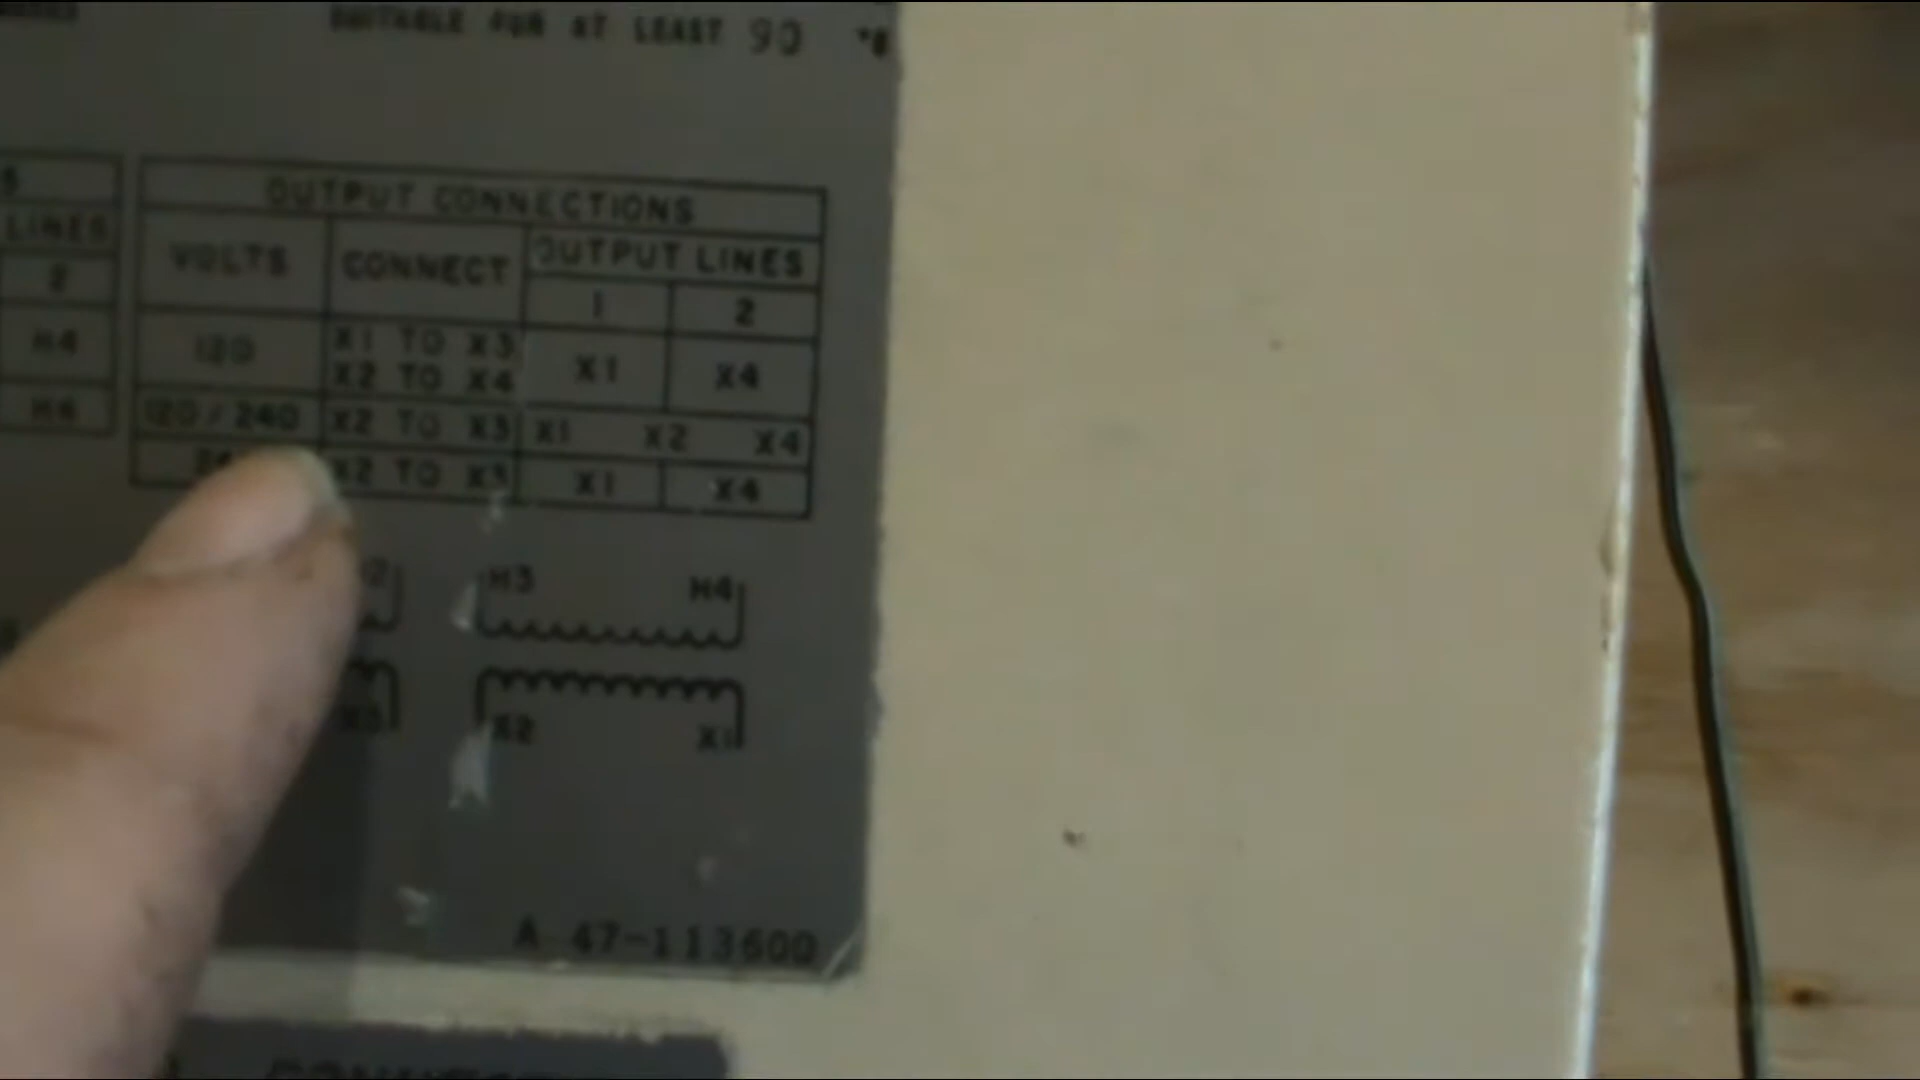 SUITABLE FOR AT LEAST 90
OUTPUT CONNECTIONS
LINES VOLTS CONNECT OUTPUT LINES
2 1 2
H4 120 X1 TO X3 X1 X4
X2 TO X4
H4 120/240 X2 TO X3 X1 X2 X4
X2 TO X3 X1 X4
H3 H4
X3 X2 X1
A 47-113600